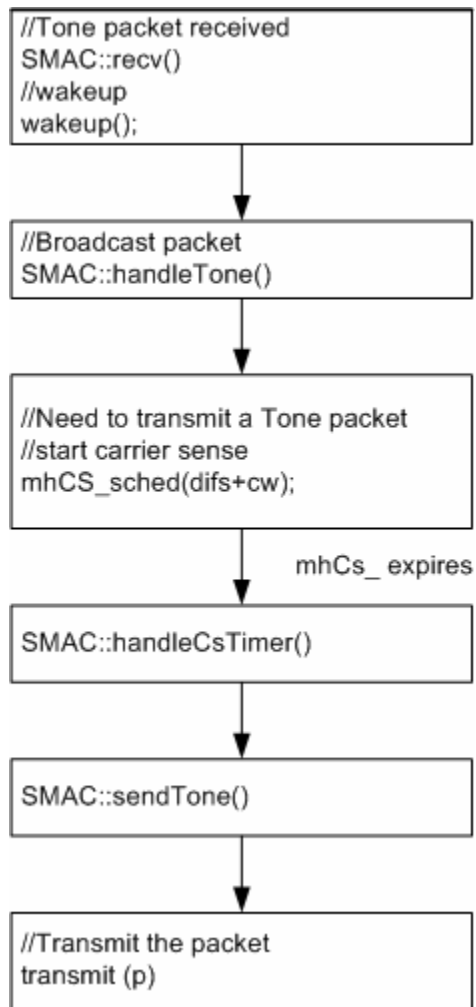 //Tone packet received
SMAC::recv()
//wakeup
wakeup();
//Broadcast packet
SMAC::handleTone()
//Need to transmit a Tone packet
//start carrier sense
mhCS_sched(difs+cw);
mhCs_ expires
SMAC::handleCsTimer()
SMAC::sendTone()
//Transmit the packet
transmit (p)